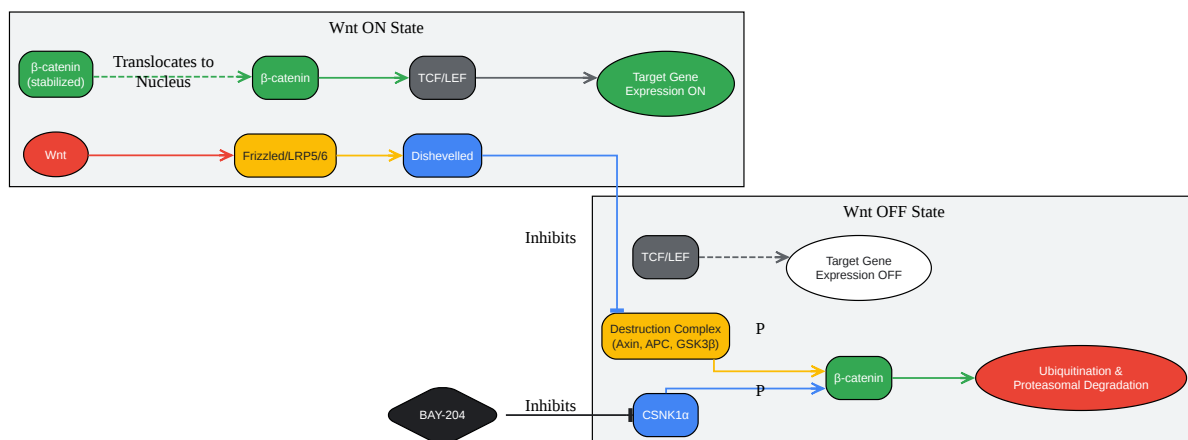 Wnt ON State
β-catenin
(stabilized)
Translocates to
Nucleus
β-catenin
TCF/LEF
Target Gene
Expression ON
Wnt
Frizzled/LRP5/6
Dishevelled
Wnt OFF State
Inhibits
TCF/LEF
Target Gene
Expression OFF
Destruction Complex
(Axin, APC, GSK3β)
P
β-catenin
Ubiquitination &
Proteasomal Degradation
P
BAY-204
Inhibits
CSNK1α